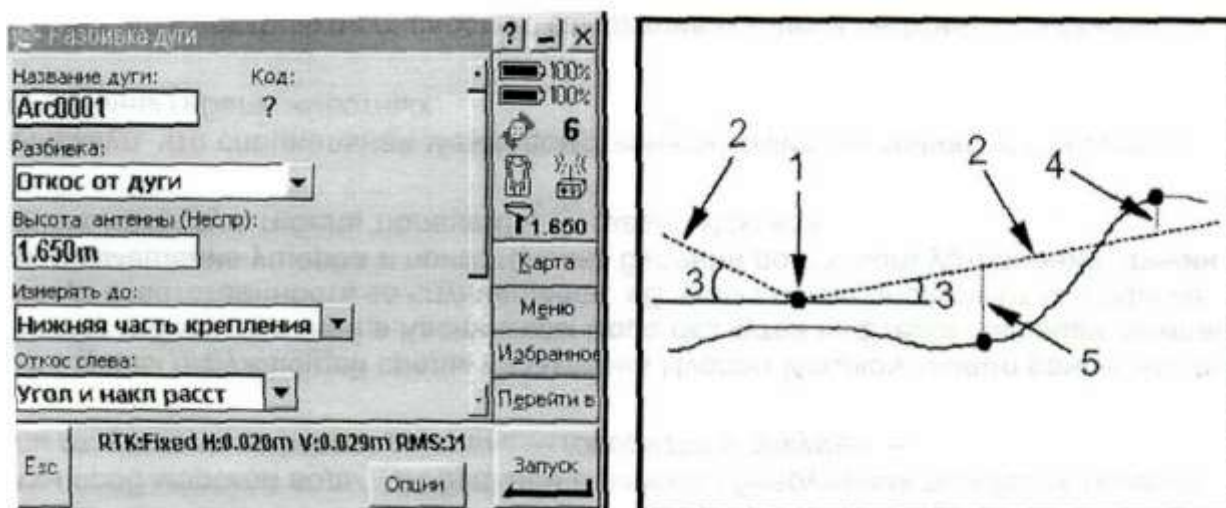 Разбивка дуги
? – ×
Название дуги: Код:
Arc0001 ?
Разбивка:
Откос от дуги
Высота антенны (Неспр):
1.650m
Измерять до:
Нижняя часть крепления
Откос слева:
Угол и накл расст
100%
100%
6
1.650
Карта
Меню
Избранное
Перейти в
RTK:Fixed H:0.020m V:0.029m RMS:31
Esc
Опции
Запуск
2
1
2
4
3
3
5